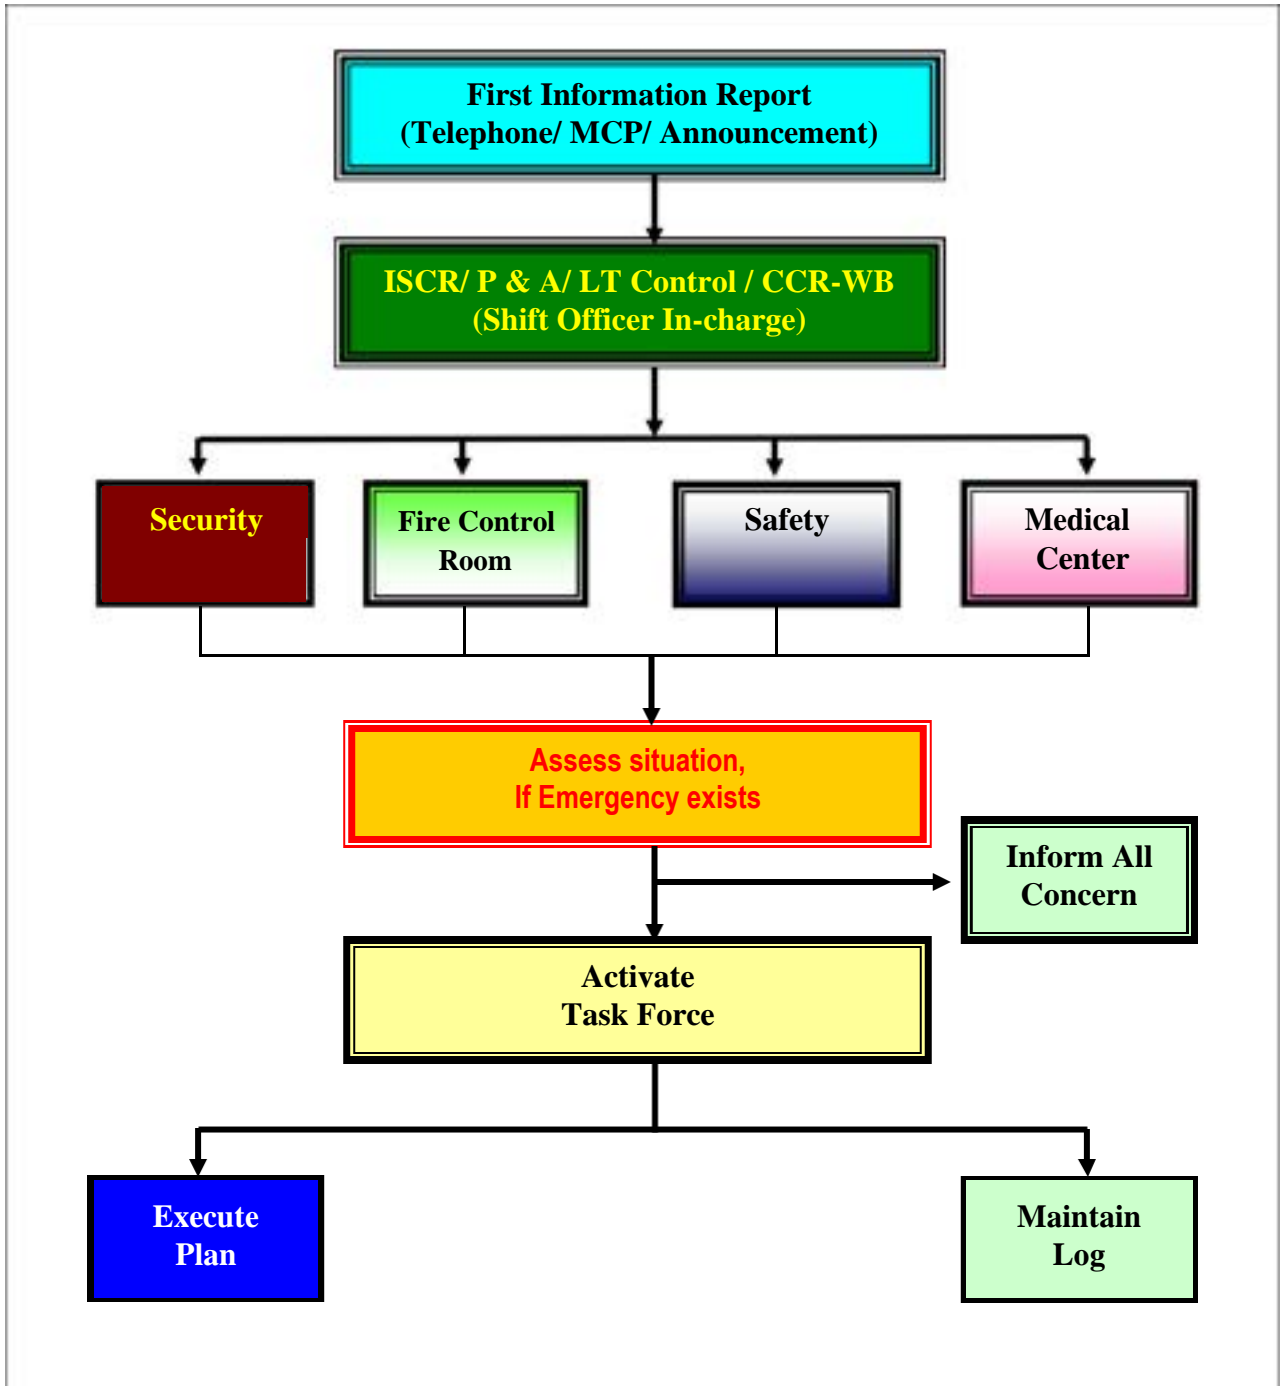 First Information Report
(Telephone/ MCP/ Announcement)
ISCR/ P & A/ LT Control / CCR-WB
(Shift Officer In-charge)
Security
Fire Control
Room
Safety
Medical
Center
Assess situation,
If Emergency exists
Inform All
Concern
Activate
Task Force
Execute
Plan
Maintain
Log